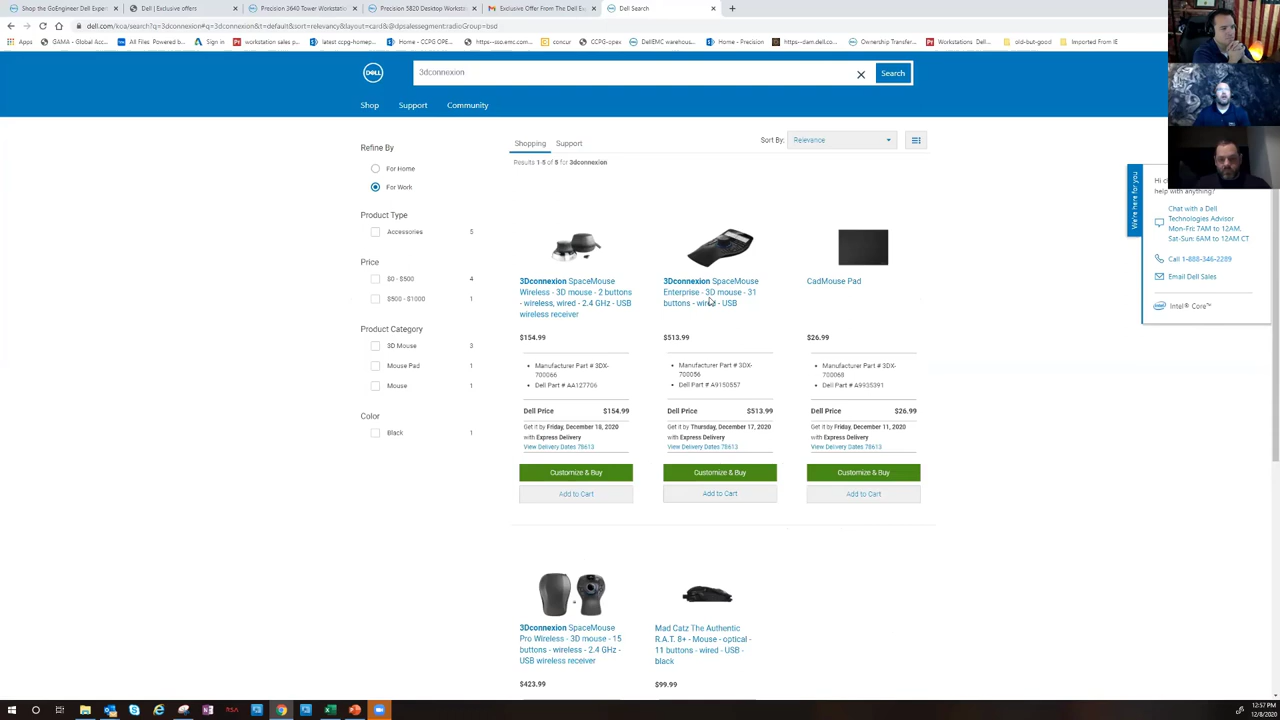 Shop the GoEngineer Dell Exper
Dell | Exclusive offers
Precision 3640 Tower Workstatio
Precision 5820 Desktop Worksta
Exclusive Offer From The Dell Ex
Dell Search
dell.com/koa/search?q=3dconnexion#q=3dconnexion&t=default&sort=relevancy&layout=card&@dpsalessegment:radioGroup=bsd
Apps
GAMA - Global Acc...
All Files Powered b...
Sign in
workstation sales p...
latest ccpg-homep...
Home - CCPG OPE...
https--sso.emc.com...
concur
CCPG-opex
DellEMC warehous...
Home - Precision
https--dam.dell.co...
Ownership Transfer...
Workstations Dell...
old-but-good
Imported From IE
DELL
3dconnexion
Search
Shop
Support
Community
Refine By
For Home
For Work
Product Type
Accessories 5
Price
$0 - $500 4
$500 - $1000 1
Product Category
3D Mouse 3
Mouse Pad 1
Mouse 1
Color
Black 1
Shopping
Support
Sort By:
Relevance
Results 1-5 of 5 for 3dconnexion
3Dconnexion SpaceMouse
Wireless - 3D mouse - 2 buttons
- wireless, wired - 2.4 GHz - USB
wireless receiver
$154.99
Manufacturer Part # 3DX-
700066
Dell Part # AA127706
Dell Price $154.99
Get it by Friday, December 18, 2020
with Express Delivery
View Delivery Dates 78613
Customize & Buy
Add to Cart
3Dconnexion SpaceMouse
Enterprise - 3D mouse - 31
buttons - wired - USB
$513.99
Manufacturer Part # 3DX-
700056
Dell Part # A9150557
Dell Price $513.99
Get it by Thursday, December 17, 2020
with Express Delivery
View Delivery Dates 78613
Customize & Buy
Add to Cart
CadMouse Pad
$26.99
Manufacturer Part # 3DX-
700068
Dell Part # A9935391
Dell Price $26.99
Get it by Friday, December 11, 2020
with Express Delivery
View Delivery Dates 78613
Customize & Buy
Add to Cart
3Dconnexion SpaceMouse
Pro Wireless - 3D mouse - 15
buttons - wireless - 2.4 GHz -
USB wireless receiver
$423.99
Mad Catz The Authentic
R.A.T. 8+ - Mouse - optical -
11 buttons - wired - USB -
black
$99.99
We're here for you
help with anything?
Chat with a Dell
Technologies Advisor
Mon-Fri: 7AM to 12AM,
Sat-Sun: 6AM to 12AM CT
Call 1-888-346-2289
Email Dell Sales
Intel® Core™
12:57 PM
12/8/2020